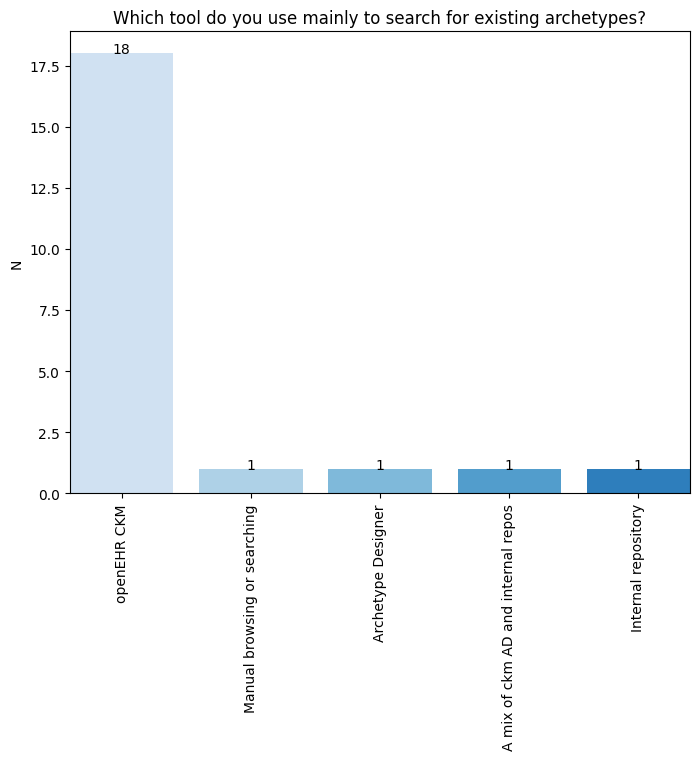 Which tool do you use mainly to search for existing archetypes?
18
17.5
15.0
12.5
10.0
7.5
5.0
2.5
0.0
N
1
1
1
1
openEHR CKM
Manual browsing or searching
Archetype Designer
A mix of ckm AD and internal repos
Internal repository